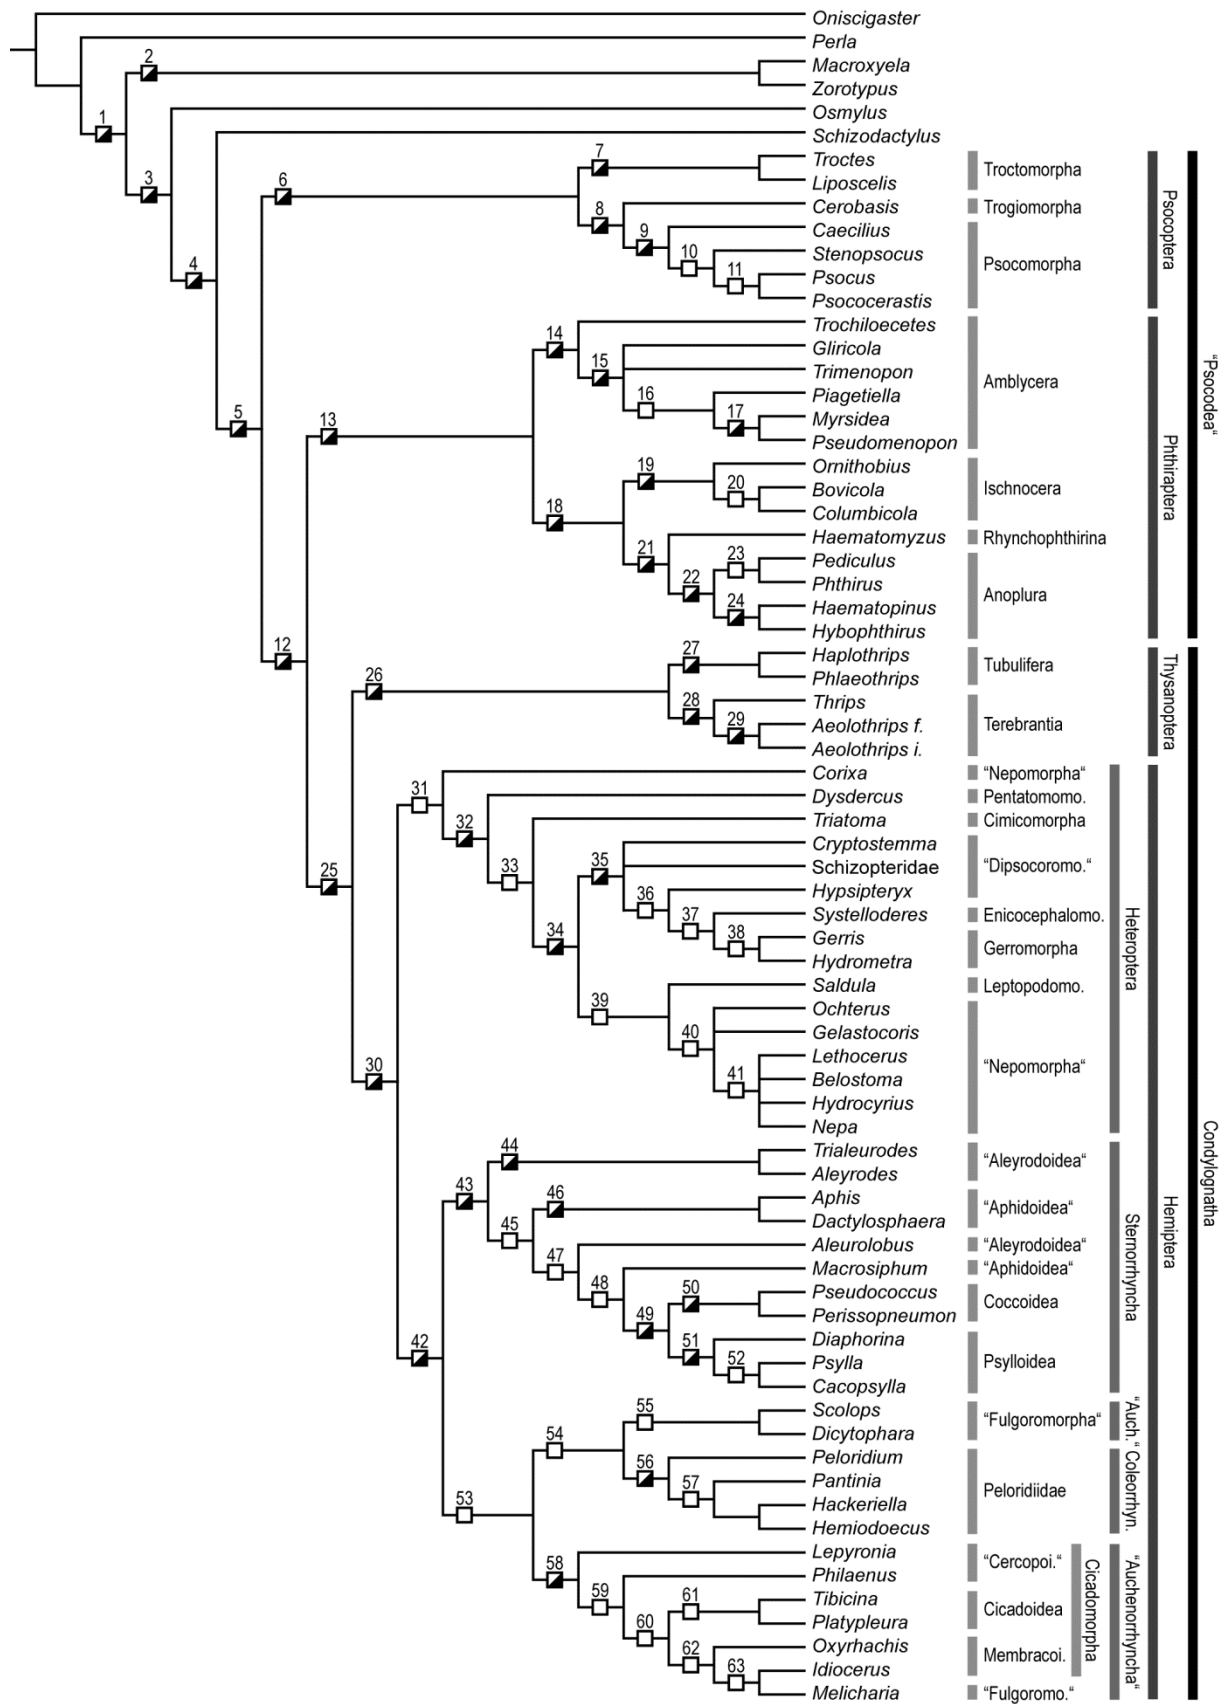 Oniscigaster
Perla
2
Macroxyela
Zorotypus
1
Osmylus
Schizodactylus
3
7
Troctes
Liposcelis
Troctomorpha
6
8
Cerobasis
Trogiomorpha
9
Caecilius
10
Stenopsocus
11
Psocus
Psococerastis
Psocomorpha
Psocoptera
4
Trochiloecetes
14
Gliricola
15
Trimenopon
16
Piagetiella
17
Myrsidea
Pseudomenopon
Amblycera
"Psocodea"
5
13
19
Ornithobius
20
Bovicola
Columbicola
Ischnocera
Phthiraptera
18
Haematomyzus
Rhynchophthirina
21
23
Pediculus
22
Phthirus
24
Haematopinus
Hybophthirus
Anoplura
12
26
27
Haplothrips
Phlaeothrips
Tubulifera
28
Thrips
29
Aeolothrips f.
Aeolothrips i.
Terebrantia
Thysanoptera
31
Corixa
"Nepomorpha"
32
Dysdercus
Pentatomomo.
33
Triatoma
Cimicomorpha
25
35
Cryptostemma
Schizopteridae
"Dipsocoromo."
36
Hypsipteryx
37
Systelloderes
Enicocephalomo.
34
38
Gerris
Hydrometra
Gerromorpha
Heteroptera
39
Saldula
Leptopodomo.
40
Ochterus
Gelastocoris
41
Lethocerus
Belostoma
Hydrocyrius
Nepa
"Nepomorpha"
30
Condylognatha
44
Trialeurodes
Aleyrodes
"Aleyrodoidea"
43
46
Aphis
Dactylosphaera
"Aphidoidea"
45
47
Aleurolobus
"Aleyrodoidea"
48
Macrosiphum
"Aphidoidea"
50
Pseudococcus
49
Perissopneumon
Coccoidea
51
Diaphorina
52
Psylla
Cacopsylla
Psylloidea
Sternorrhyncha
Hemiptera
42
55
Scolops
Dicytophara
"Fulgoromorpha"
"Auch."
54
56
Peloridium
57
Pantinia
Hackeriella
Hemiodoecus
Peloridiidae
Coleorrhyn.
53
58
Lepyronia
"Cercopoi."
59
Philaenus
61
Tibicina
60
Platypleura
Cicadoidea
62
Oxyrhachis
63
Idiocerus
Membracoi.
Cicadomorpha
Melicharia
"Fulgoromo."
"Auchenorrhyncha"